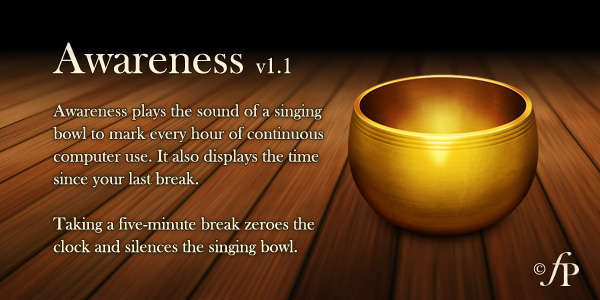 Awareness v1.1
Awareness plays the sound of a singing
bowl to mark every hour of continuous
computer use. It also displays the time
since your last break.
Taking a five-minute break zeroes the
clock and silences the singing bowl.
© fP